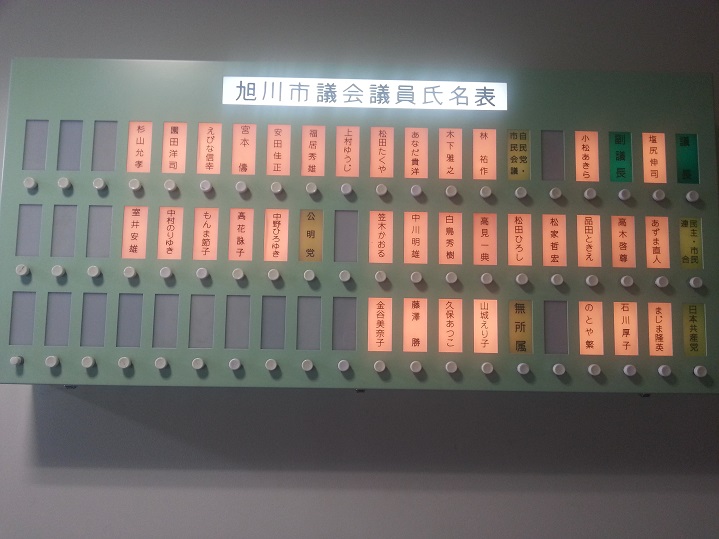 旭川市議会議員氏名表
議長
塩尻伸司
副議長
小松あきら
自民党・市民会議
林祐作
木下雅之
あなだ貴洋
松田たくや
上村ゆうじ
福居秀雄
安田佳正
宮本儔
えびな信幸
園田洋司
杉山允孝
民主・市民連合
あずま直人
高木啓尊
品田ときえ
松家哲宏
松田ひろし
高見一典
白鳥秀樹
中川明雄
笠木かおる
公明党
中野ひろゆき
高花詠子
もんま節子
中村のりゆき
室井安雄
日本共産党
まじま隆英
石川厚子
のとや繁
無所属
山城えり子
久保あつこ
藤澤勝
金谷美奈子